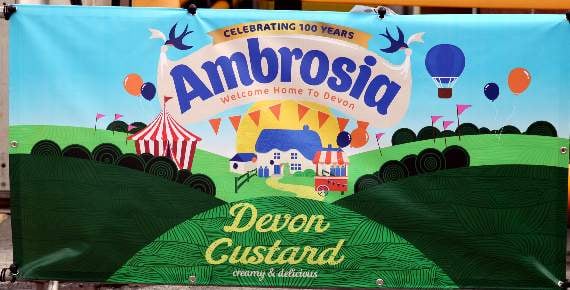 CELEBRATING 100 YEARS
Ambrosia
Welcome Home To Devon
Devon
Custard
creamy & delicious